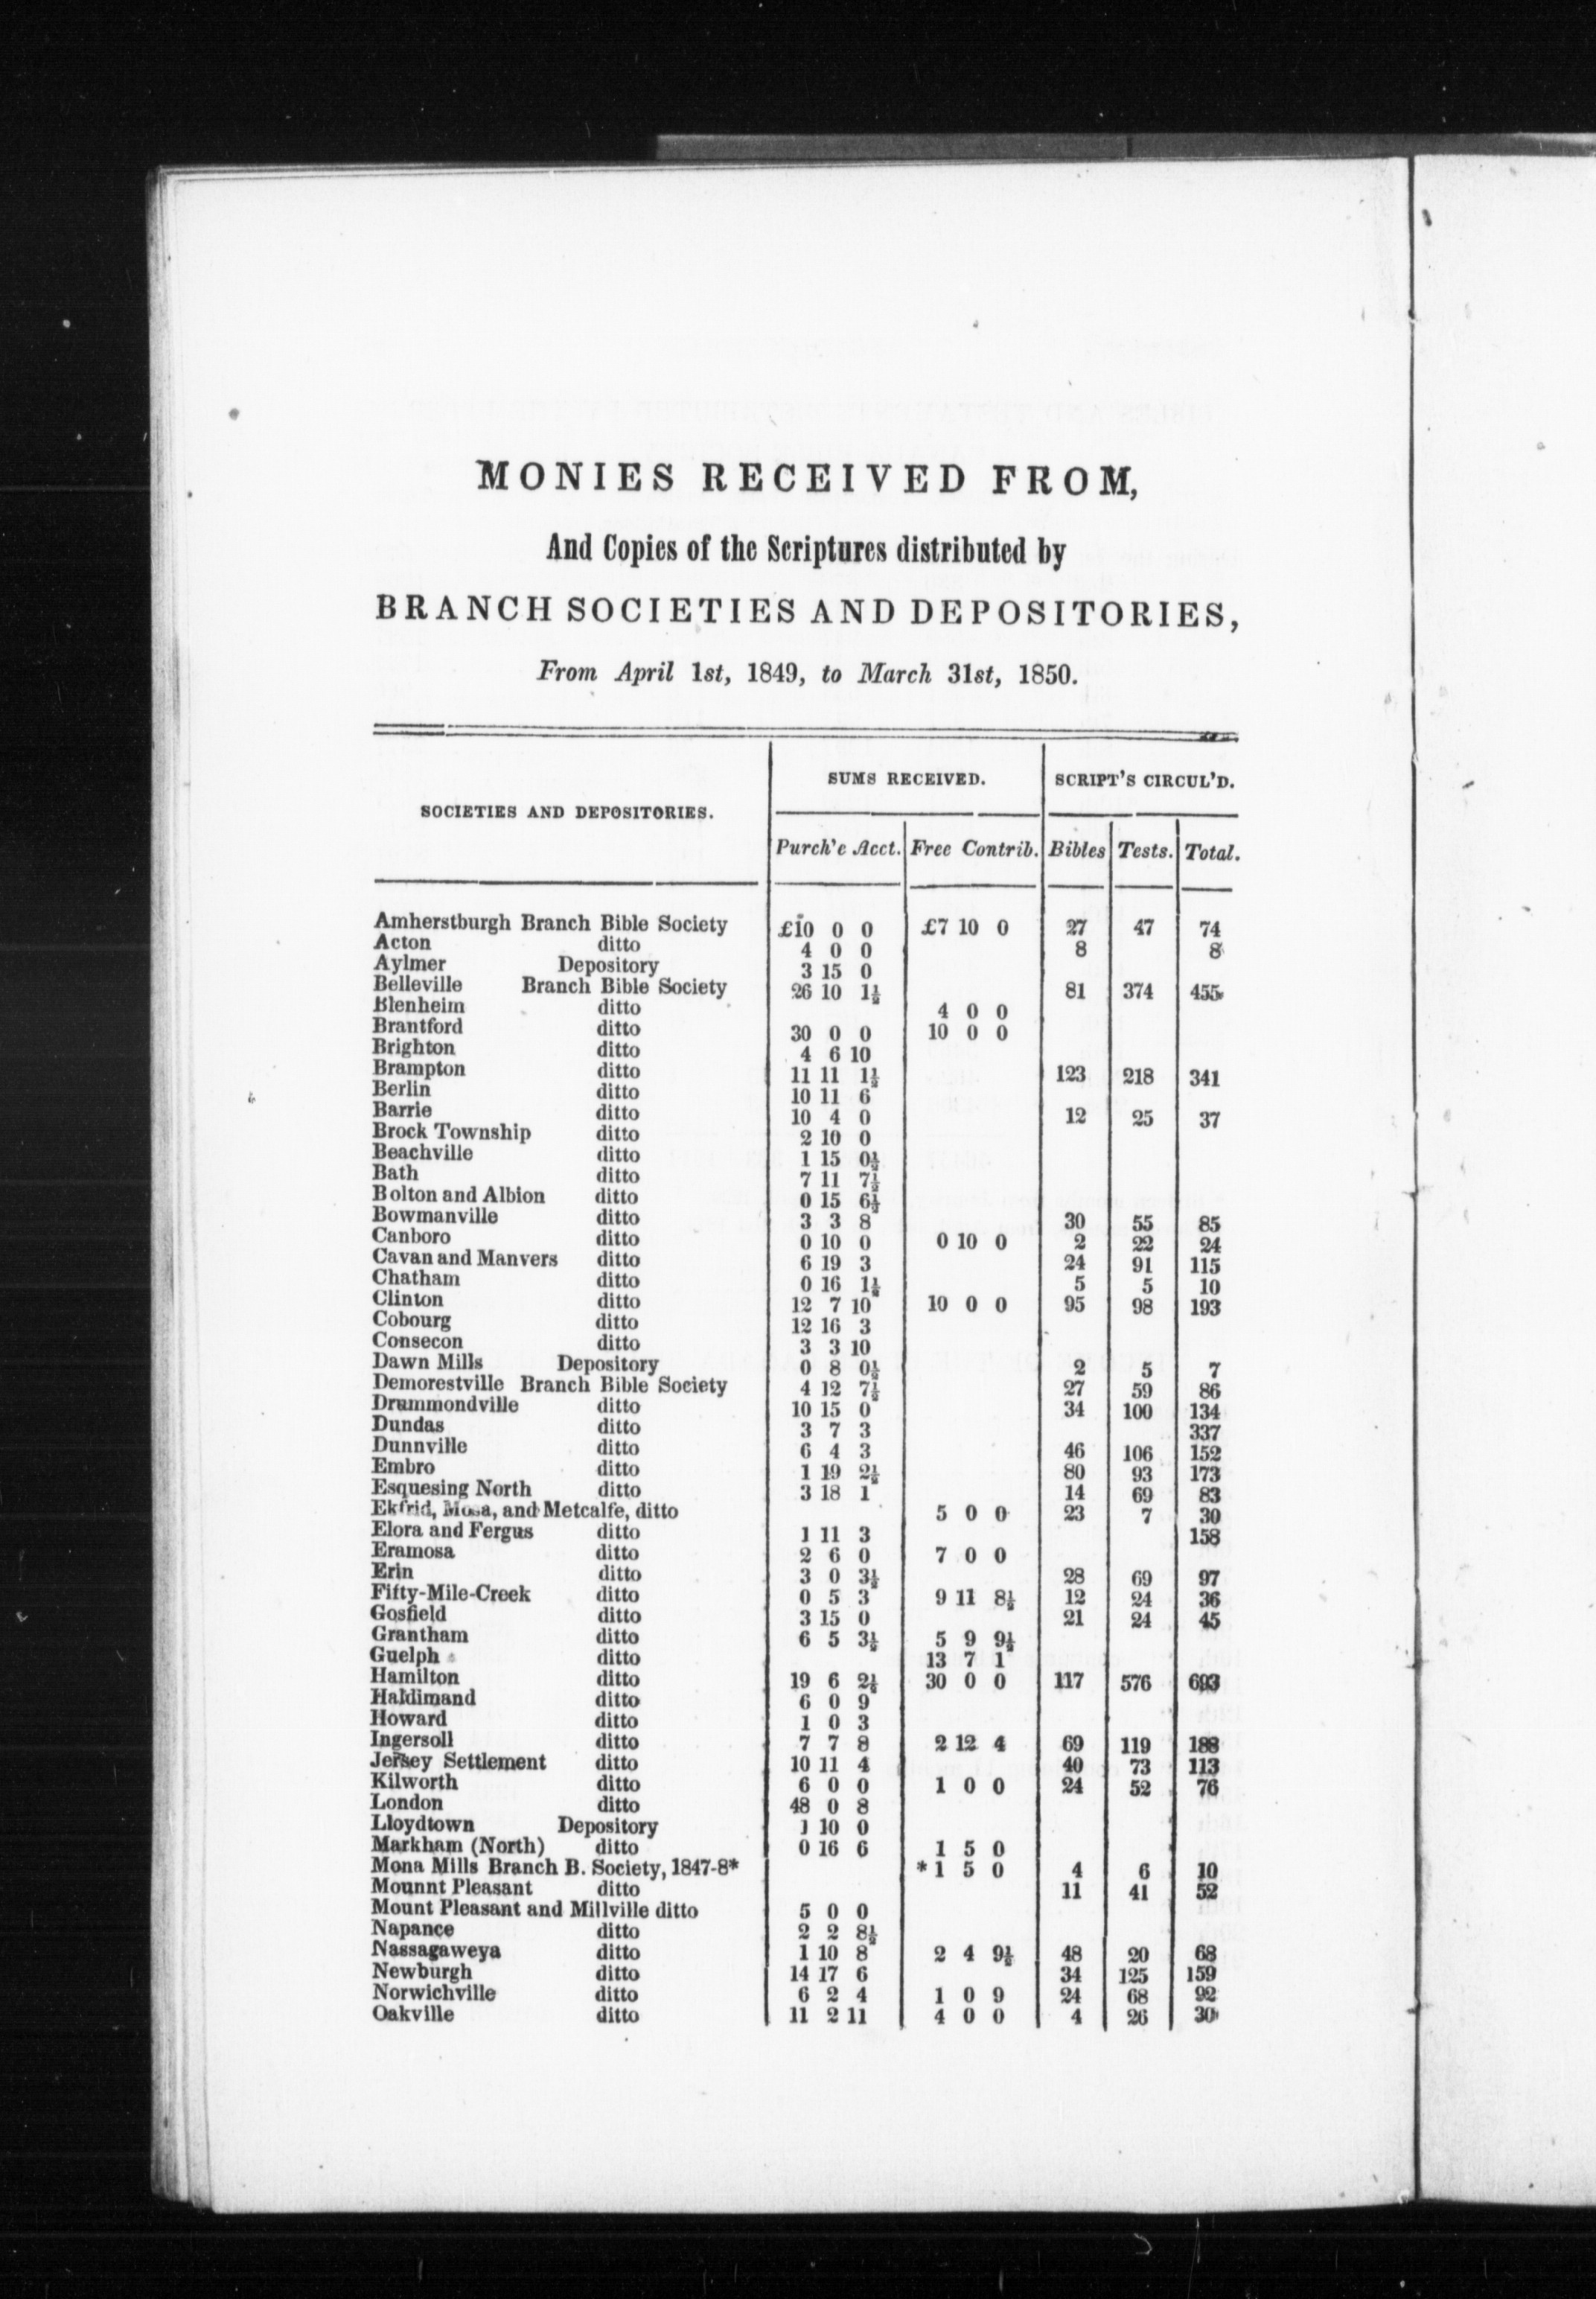 MONIES RECEIVED FROM,
And Copies of the Scriptures distributed by
BRANCH SOCIETIES AND DEPOSITORIES,
From April 1st, 1849, to March 31st, 1850.
SOCIETIES AND DEPOSITORIES. SUMS RECEIVED. SCRIPT'S CIRCUL'D.
Purch'e Acct. Free Contrib. Bibles Tests. Total.
Amherstburgh Branch Bible Society £10 0 0 £7 10 0 27 47 74
Acton ditto 4 0 0 8 8
Aylmer Depository 3 15 0
Belleville Branch Bible Society 26 10 1½ 81 374 455
Blenheim ditto 4 0 0
Brantford ditto 30 0 0 10 0 0
Brighton ditto 4 6 10
Brampton ditto 11 11 1½ 123 218 341
Berlin ditto 10 11 6
Barrie ditto 10 4 0 12 25 37
Brock Township ditto 2 10 0
Beachville ditto 1 15 0½
Bath ditto 7 11 7½
Bolton and Albion ditto 0 15 6½
Bowmanville ditto 3 3 8 30 55 85
Canboro ditto 0 10 0 0 10 0 2 22 24
Cavan and Manvers ditto 6 19 3 24 91 115
Chatham ditto 0 16 1½ 5 5 10
Clinton ditto 12 7 10 10 0 0 95 98 193
Cobourg ditto 12 16 3
Consecon ditto 3 3 10
Dawn Mills Depository 0 8 0½ 2 5 7
Demorestville Branch Bible Society 4 12 7½ 27 59 86
Drummondville ditto 10 15 0 34 100 134
Dundas ditto 3 7 3 337
Dunnville ditto 6 4 3 46 106 152
Embro ditto 1 19 2½ 80 93 173
Esquesing North ditto 3 18 1 14 69 83
Ekfrid, Mosa, and Metcalfe, ditto 5 0 0 23 7 30
Elora and Fergus ditto 1 11 3 158
Eramosa ditto 2 6 0 7 0 0
Erin ditto 3 0 3½ 28 69 97
Fifty-Mile-Creek ditto 0 5 3 9 11 8½ 12 24 36
Gosfield ditto 3 15 0 21 24 45
Grantham ditto 6 5 3½ 5 9 9½
Guelph ditto 13 7 1
Hamilton ditto 19 6 2½ 30 0 0 117 576 693
Haldimand ditto 6 0 9
Howard ditto 1 0 3
Ingersoll ditto 7 7 8 2 12 4 69 119 188
Jersey Settlement ditto 10 11 4 40 73 113
Kilworth ditto 6 0 0 1 0 0 24 52 76
London ditto 48 0 8
Lloydtown Depository 1 10 0
Markham (North) ditto 0 16 6 1 5 0
Mona Mills Branch B. Society, 1847-8* *1 5 0 4 6 10
Mounnt Pleasant ditto 11 41 52
Mount Pleasant and Millville ditto 5 0 0
Napance ditto 2 2 8½
Nassagaweya ditto 1 10 8 2 4 9½ 48 20 68
Newburgh ditto 14 17 6 34 125 159
Norwichville ditto 6 2 4 1 0 9 24 68 92
Oakville ditto 11 2 11 4 0 0 4 26 30